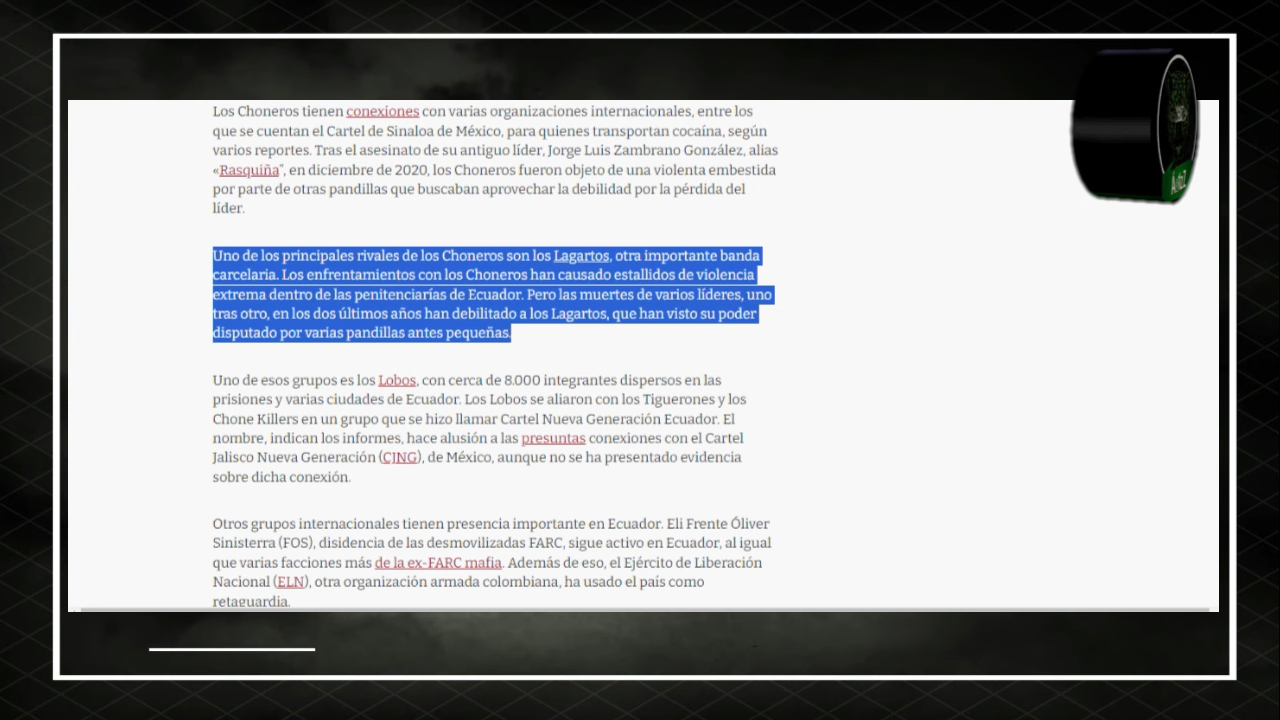 Los Choneros tienen conexiones con varias organizaciones internacionales, entre los
que se cuentan el Cartel de Sinaloa de México, para quienes transportan cocaína, según
varios reportes. Tras el asesinato de su antiguo líder, Jorge Luis Zambrano González, alias
«Rasquiña”, en diciembre de 2020, los Choneros fueron objeto de una violenta embestida
por parte de otras pandillas que buscaban aprovechar la debilidad por la pérdida del
líder.
Uno de los principales rivales de los Choneros son los Lagartos, otra importante banda
carcelaria. Los enfrentamientos con los Choneros han causado estallidos de violencia
extrema dentro de las penitenciarías de Ecuador. Pero las muertes de varios líderes, uno
tras otro, en los dos últimos años han debilitado a los Lagartos, que han visto su poder
disputado por varias pandillas antes pequeñas.
Uno de esos grupos es los Lobos, con cerca de 8.000 integrantes dispersos en las
prisiones y varias ciudades de Ecuador. Los Lobos se aliaron con los Tiguerones y los
Chone Killers en un grupo que se hizo llamar Cartel Nueva Generación Ecuador. El
nombre, indican los informes, hace alusión a las presuntas conexiones con el Cartel
Jalisco Nueva Generación (CJNG), de México, aunque no se ha presentado evidencia
sobre dicha conexión.
Otros grupos internacionales tienen presencia importante en Ecuador. Eli Frente Óliver
Sinisterra (FOS), disidencia de las desmovilizadas FARC, sigue activo en Ecuador, al igual
que varias facciones más de la ex-FARC mafia. Además de eso, el Ejército de Liberación
Nacional (ELN), otra organización armada colombiana, ha usado el país como
retaguardia.